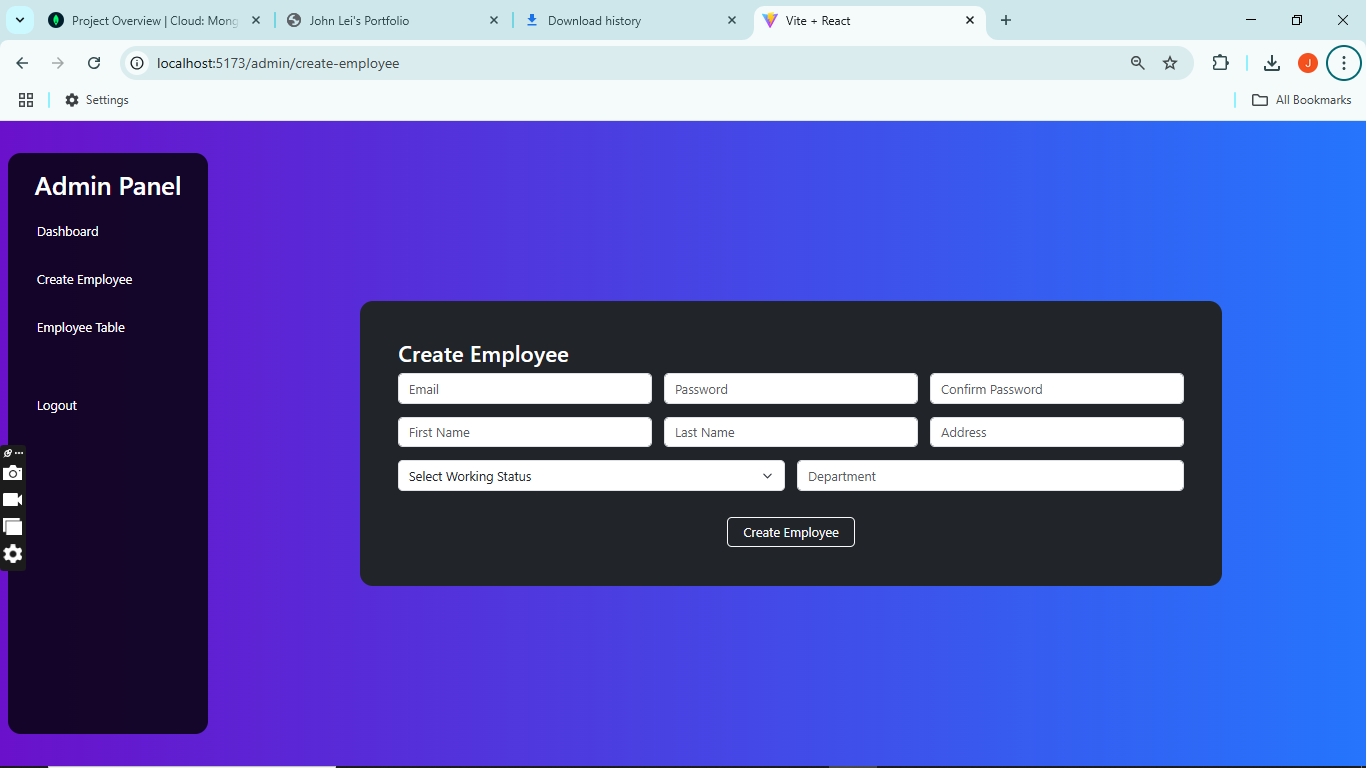 Project Overview | Cloud: Mong
John Lei's Portfolio
Download history
Vite + React
localhost:5173/admin/create-employee
J
Settings
All Bookmarks
Admin Panel
Dashboard
Create Employee
Employee Table
Logout
Create Employee
Email Password Confirm Password
First Name Last Name Address
Select Working Status Department
Create Employee